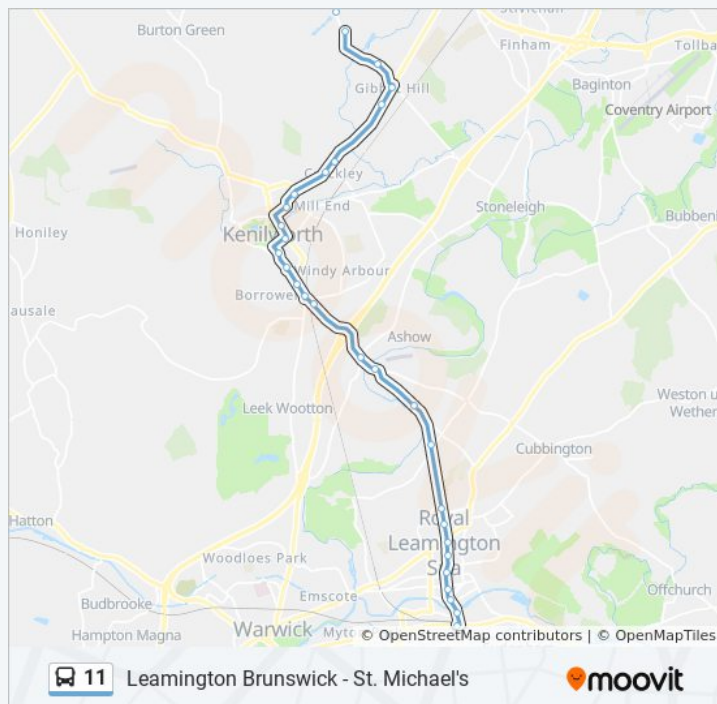 Burton Green
Stivichall
Finham
Tollba
Gibbet Hill
Baginton
Coventry Airport
Crackley
Mill End
Stoneleigh
Bubbenh
Honiley
Kenilworth
Windy Arbour
Borrowe
ausale
Ashow
Leek Wootton
Weston u
Wether
Cubbington
Hatton
Royal
Leamington
Spa
Woodloes Park
Offchurch
Budbrooke
Emscote
Hampton Magna
Warwick
Myto
© OpenStreetMap contributors | © OpenMapTiles
11 Leamington Brunswick - St. Michael's
moovit